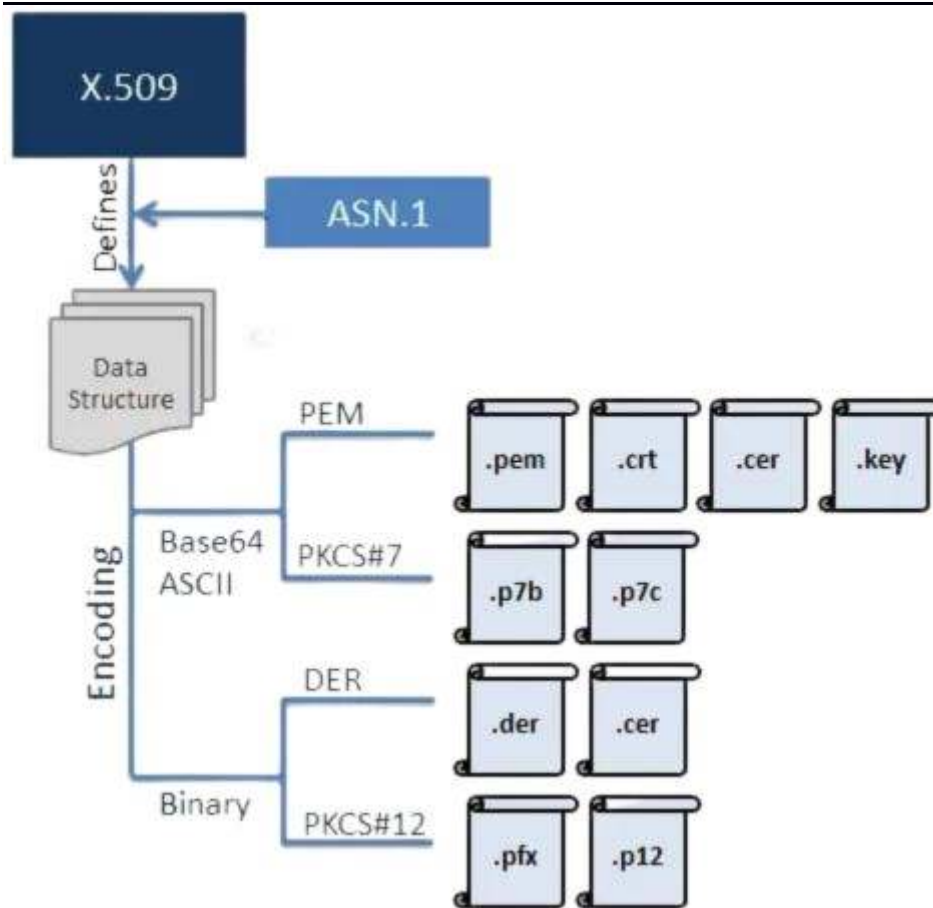 X.509
Defines
ASN.1
Data
Structure
Encoding
Base64
ASCII
PEM
.pem
.crt
.cer
.key
PKCS#7
.p7b
.p7c
Binary
DER
.der
.cer
PKCS#12
.pfx
.p12